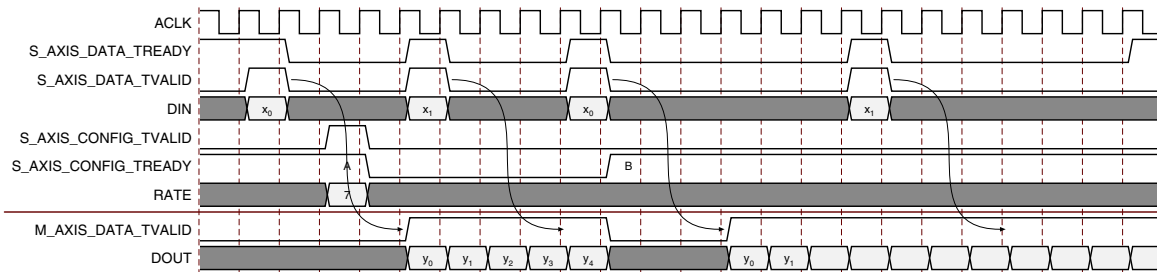 ACLK
S_AXIS_DATA_TREADY
S_AXIS_DATA_TVALID
DIN x₀ x₁ x₀ x₁
S_AXIS_CONFIG_TVALID
S_AXIS_CONFIG_TREADY A B
RATE 7
M_AXIS_DATA_TVALID
DOUT y₀ y₁ y₂ y₃ y₄ y₀ y₁